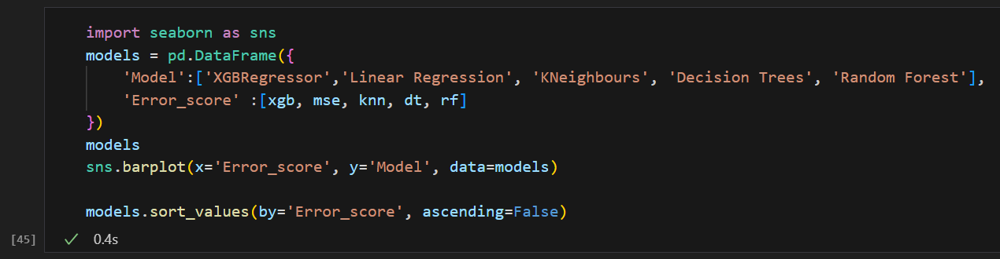 import seaborn as sns
models = pd.DataFrame({
    'Model':['XGBRegressor','Linear Regression', 'KNeighbours', 'Decision Trees', 'Random Forest'],
    'Error_score' :[xgb, mse, knn, dt, rf]
})
models
sns.barplot(x='Error_score', y='Model', data=models)

models.sort_values(by='Error_score', ascending=False)
[45] ✓ 0.4s